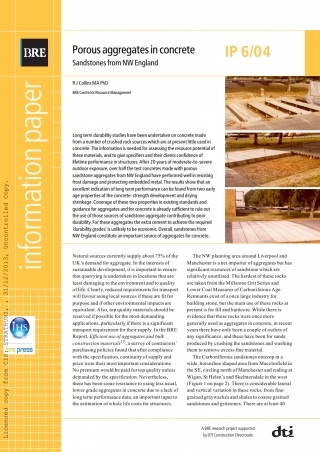 BRE
information paper
Porous aggregates in concrete
Sandstones from NW England
IP 6/04
R J Collins MA PhD
BRE Centre for Resource Management
Long term durability studies have been undertaken on concrete made
from a number of crushed rock sources which are at present little used in
concrete. The information is needed for assessing the resource potential of
these materials, and to give specifiers and their clients confidence of
lifetime performance in structures. After 20 years of moderate-to-severe
outdoor exposure, over half the test concretes made with porous
sandstone aggregates from NW England have performed well in resisting
frost damage and protecting embedded metal. The results show that an
excellent indication of long term performance can be found from two early
age properties of the concrete: strength development and drying
shrinkage. Coverage of these two properties in existing standards and
guidance for aggregates and for concrete is already sufficient to rule out
the use of those sources of sandstone aggregate contributing to poor
durability. For these aggregates the extra cement to achieve the required
'durability grades' is unlikely to be economic. Overall, sandstones from
NW England constitute an important source of aggregates for concrete.
Natural sources currently supply about 75% of the
UK's demand for aggregate. In the interests of
sustainable development, it is important to ensure
that quarrying is undertaken in locations that are
least damaging to the environment and to quality
of life. Clearly, reduced requirements for transport
will favour using local sources if these are fit for
purpose and if other environmental impacts are
equivalent. Also, top quality materials should be
reserved if possible for the most demanding
applications, particularly if there is a significant
transport requirement for their supply. In the BRE
Report, Efficient use of aggregates and bulk
construction materials[1], a survey of contractors'
purchasing policies found that after compliance
with the specification, continuity of supply and
price were their most important considerations.
No premium would be paid for top quality unless
demanded by the specification. Nevertheless,
there has been some resistance to using less usual,
lower grade aggregates in concrete due to a lack of
long term performance data, an important input to
the estimation of whole life costs for structures.
The NW planning area around Liverpool and
Manchester is a net importer of aggregates but has
significant resources of sandstone which are
relatively unutilised. The hardest of these rocks
are taken from the Millstone Grit Series and
Lower Coal Measures of Carboniferous Age.
Remnants exist of a once large industry for
building stone, but the main use of these rocks at
present is for fill and hardcore. While there is
evidence that these rocks were once more
generally used as aggregates in concrete, in recent
years there have only been a couple of outlets of
any significance, and these have been for sands
produced by crushing the sandstones and washing
them to remove excess fine material.
The Carboniferous sandstones outcrop in a
wide, horseshoe shaped area from Macclesfield in
the SE, circling north of Manchester and ending at
Wigan, St Helen's and Skelmersdale in the west
(Figure 1 on page 2). There is considerable lateral
and vertical variation in these rocks, from fine-
grained greywackes and shales to coarse grained
sandstones and gritstones. There are at least 40
A BRE research project supported
by DTI Construction Directorate
dti
IHS
press